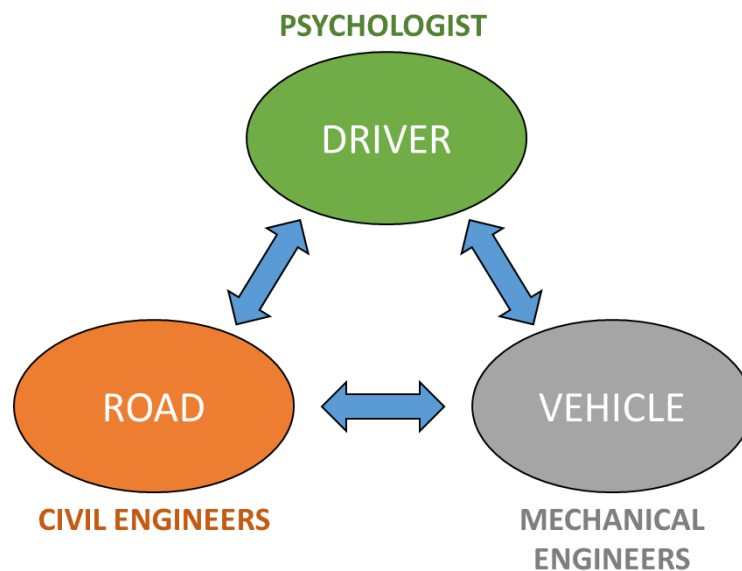 PSYCHOLOGIST
DRIVER
ROAD
VEHICLE
CIVIL ENGINEERS
MECHANICAL
ENGINEERS